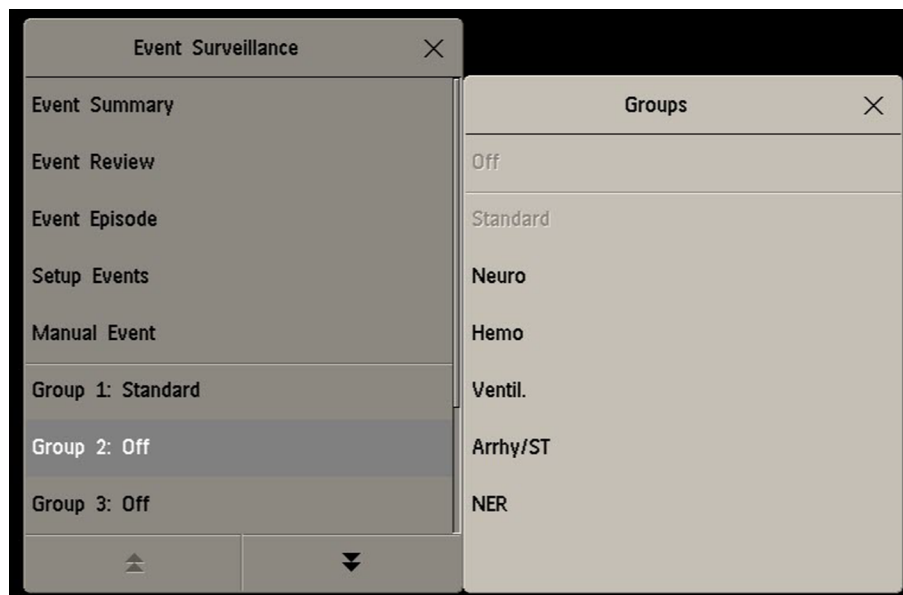 Event Surveillance
Event Summary
Event Review
Event Episode
Setup Events
Manual Event
Group 1: Standard
Group 2: Off
Group 3: Off
Groups
Off
Standard
Neuro
Hemo
Ventil.
Arrhy/ST
NER